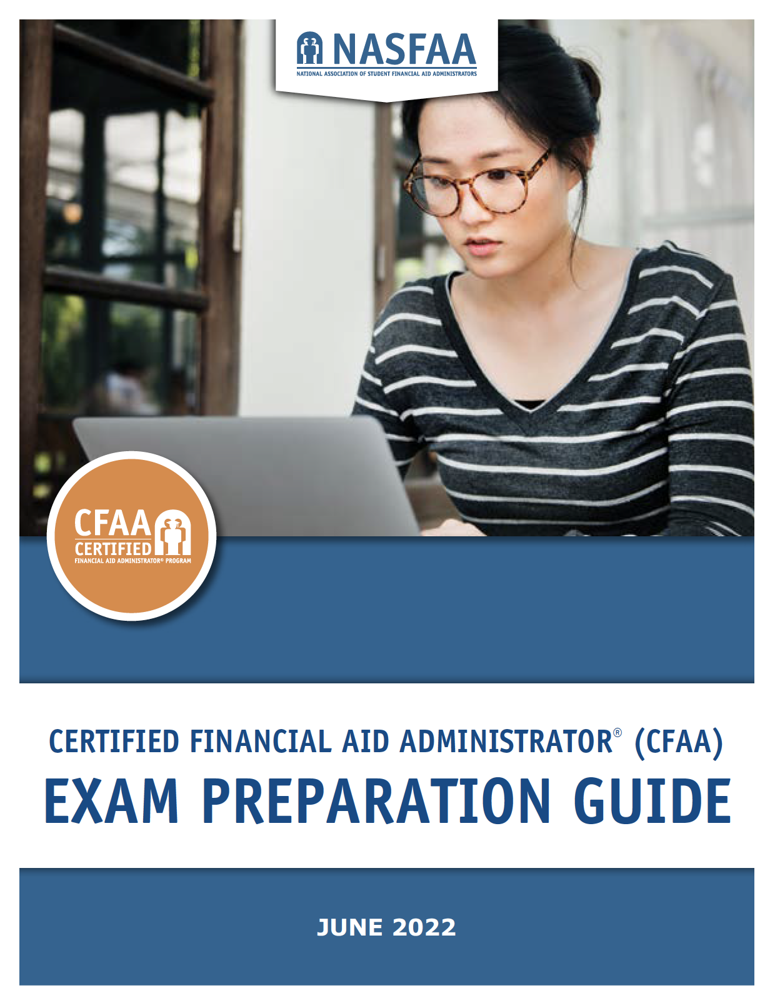 NASFAA
NATIONAL ASSOCIATION OF STUDENT FINANCIAL AID ADMINISTRATORS
CFAA
CERTIFIED
FINANCIAL AID ADMINISTRATOR® PROGRAM
CERTIFIED FINANCIAL AID ADMINISTRATOR® (CFAA)
EXAM PREPARATION GUIDE
JUNE 2022